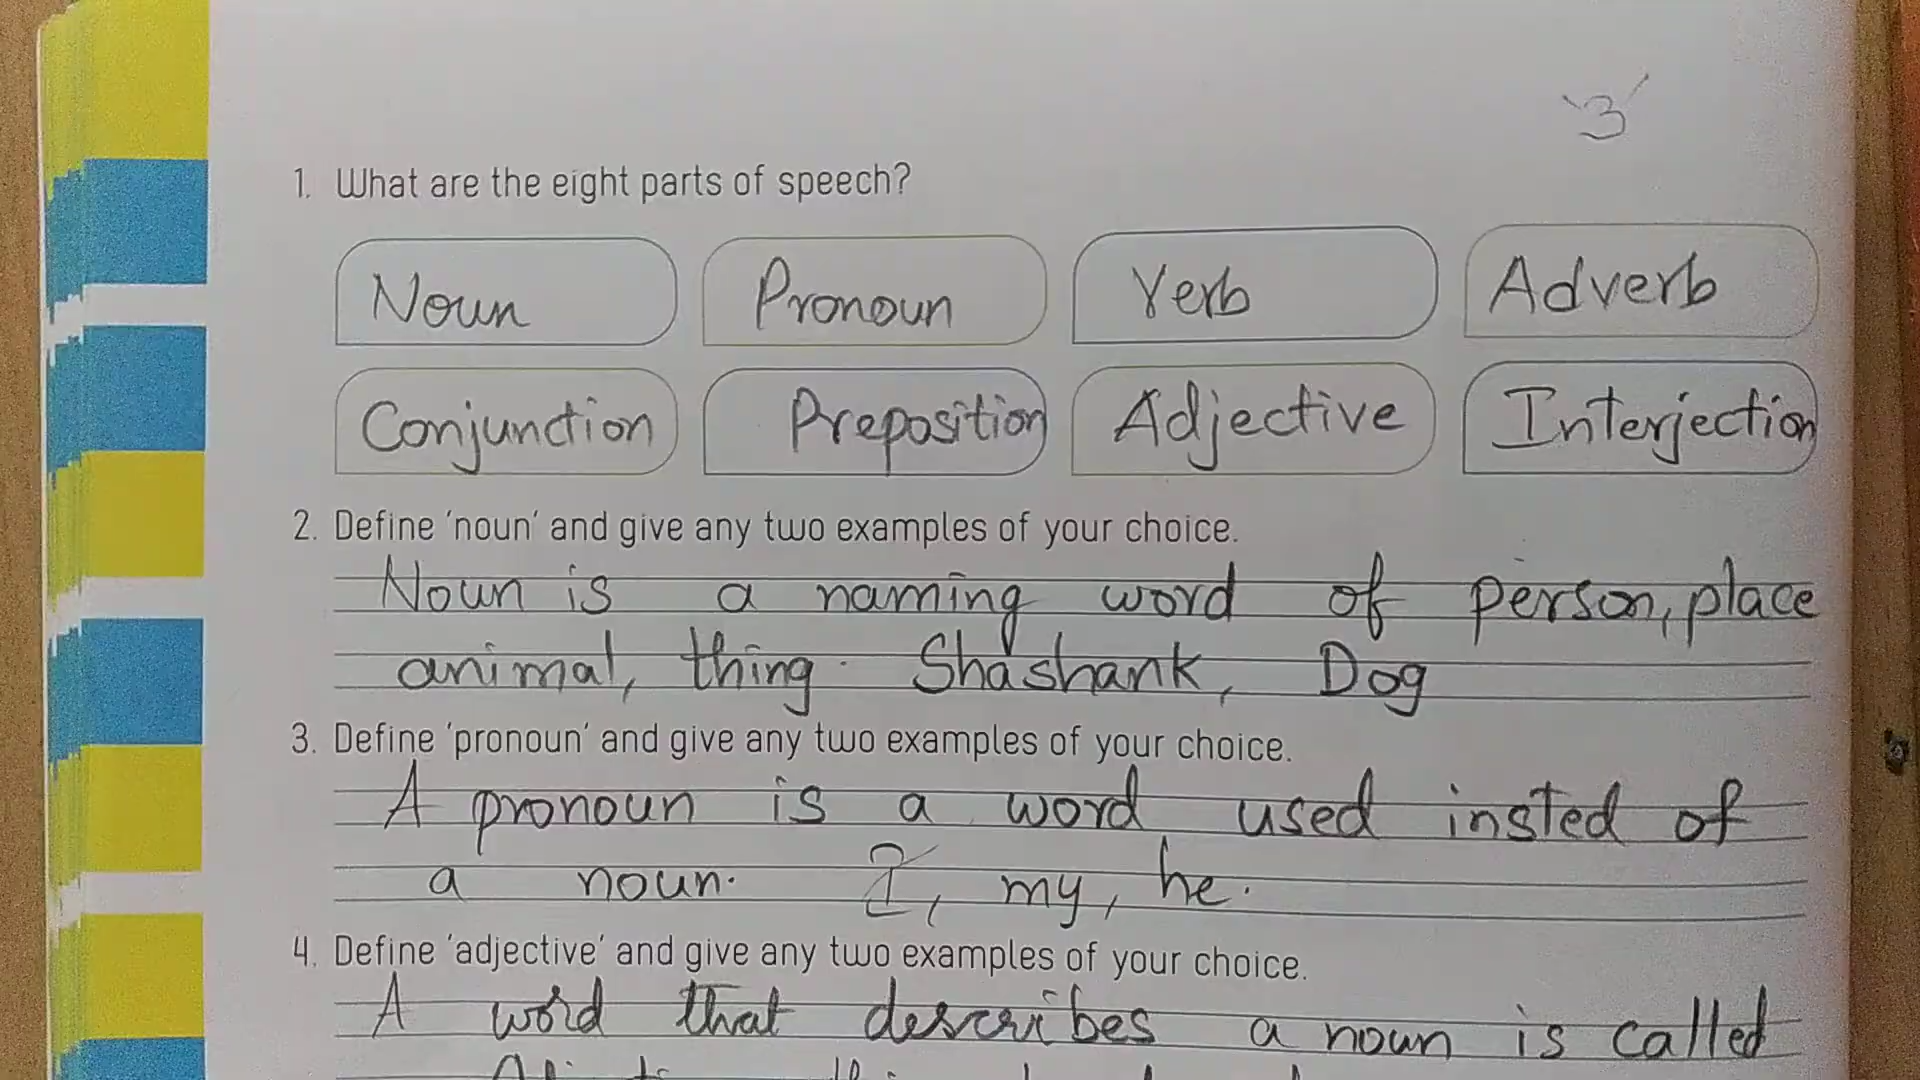 3
1. What are the eight parts of speech?
Noun Pronoun Verb Adverb
Conjunction Preposition Adjective Interjection
2. Define 'noun' and give any two examples of your choice.
Noun is a naming word of person, place
animal, thing. Shashank, Dog
3. Define 'pronoun' and give any two examples of your choice.
A pronoun is a word used insted of
a noun. I, my, he.
4. Define 'adjective' and give any two examples of your choice.
A word that describes a noun is called